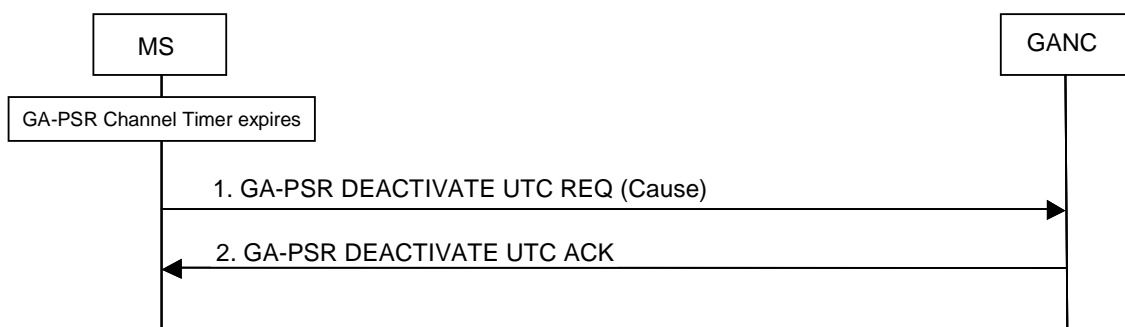 MS
GANC
GA-PSR Channel Timer expires
1. GA-PSR DEACTIVATE UTC REQ (Cause)
2. GA-PSR DEACTIVATE UTC ACK